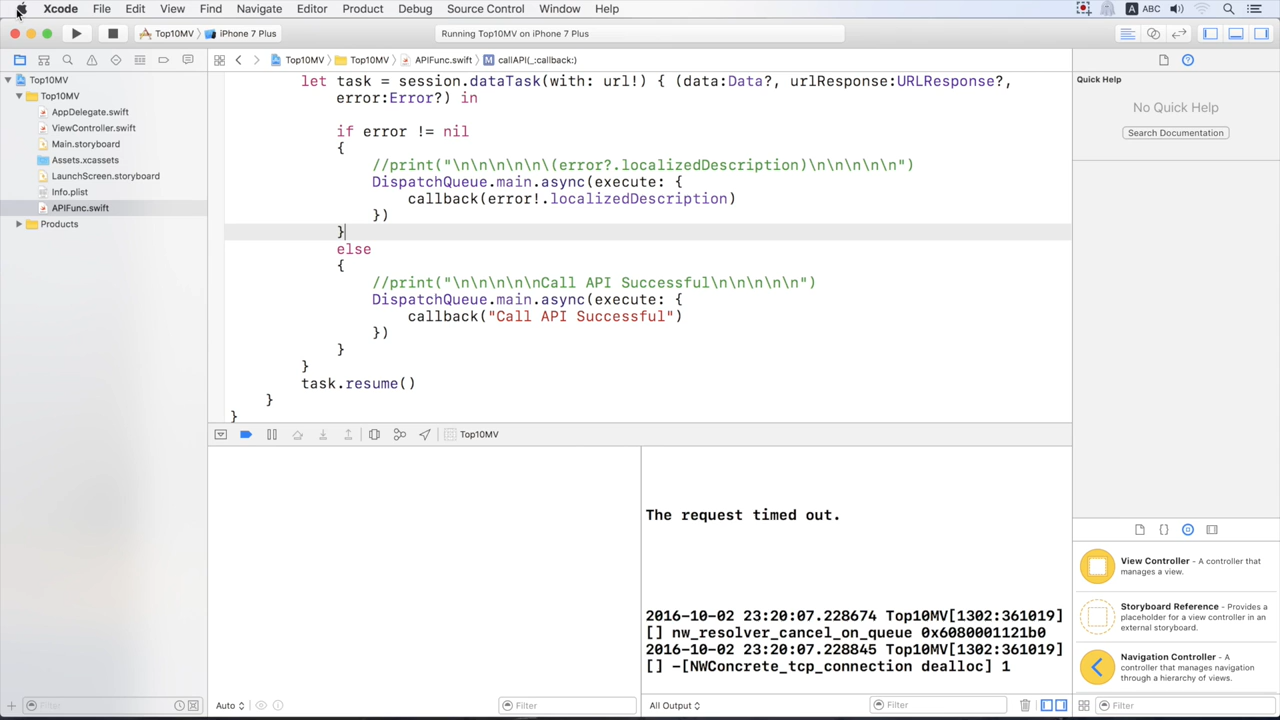 Xcode File Edit View Find Navigate Editor Product Debug Source Control Window Help A ABC
Top10MV iPhone 7 Plus Running Top10MV on iPhone 7 Plus
Top10MV Top10MV APIFunc.swift M callAPI(_:callback:)
Top10MV
Top10MV
AppDelegate.swift
ViewController.swift
Main.storyboard
Assets.xcassets
LaunchScreen.storyboard
Info.plist
APIFunc.swift
Products
let task = session.dataTask(with: url!) { (data:Data?, urlResponse:URLResponse?,
error:Error?) in
if error != nil
{
//print("\n\n\n\n\n\(error?.localizedDescription)\n\n\n\n\n")
DispatchQueue.main.async(execute: {
callback(error!.localizedDescription)
})
}
else
{
//print("\n\n\n\n\nCall API Successful\n\n\n\n\n")
DispatchQueue.main.async(execute: {
callback("Call API Successful")
})
}
}
task.resume()
}
}
Top10MV
The request timed out.
2016-10-02 23:20:07.228674 Top10MV[1302:361019]
[] nw_resolver_cancel_on_queue 0x6080001121b0
2016-10-02 23:20:07.228845 Top10MV[1302:361019]
[] -[NWConcrete_tcp_connection dealloc] 1
Quick Help
No Quick Help
Search Documentation
View Controller - A controller that
manages a view.
Storyboard Reference - Provides a
placeholder for a view controller in an
external storyboard.
Navigation Controller - A
controller that manages navigation
through a hierarchy of views.
Filter Auto Filter All Output Filter Filter